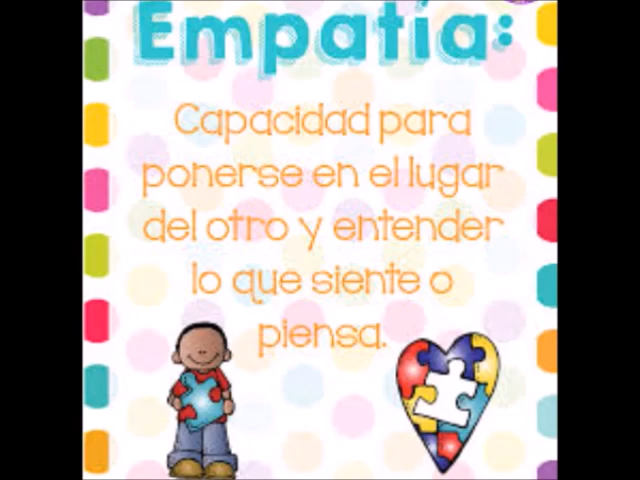 Empatía:
Capacidad para
ponerse en el lugar
del otro y entender
lo que siente o
piensa.